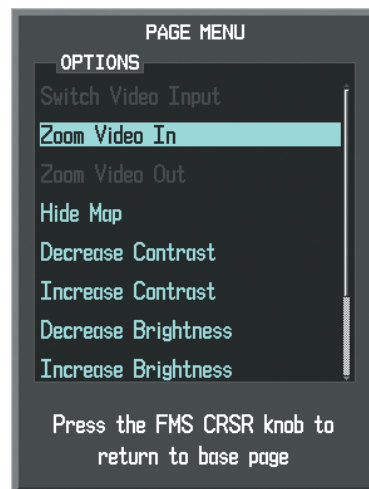 PAGE MENU
OPTIONS
Switch Video Input
Zoom Video In
Zoom Video Out
Hide Map
Decrease Contrast
Increase Contrast
Decrease Brightness
Increase Brightness
Press the FMS CRSR knob to
return to base page